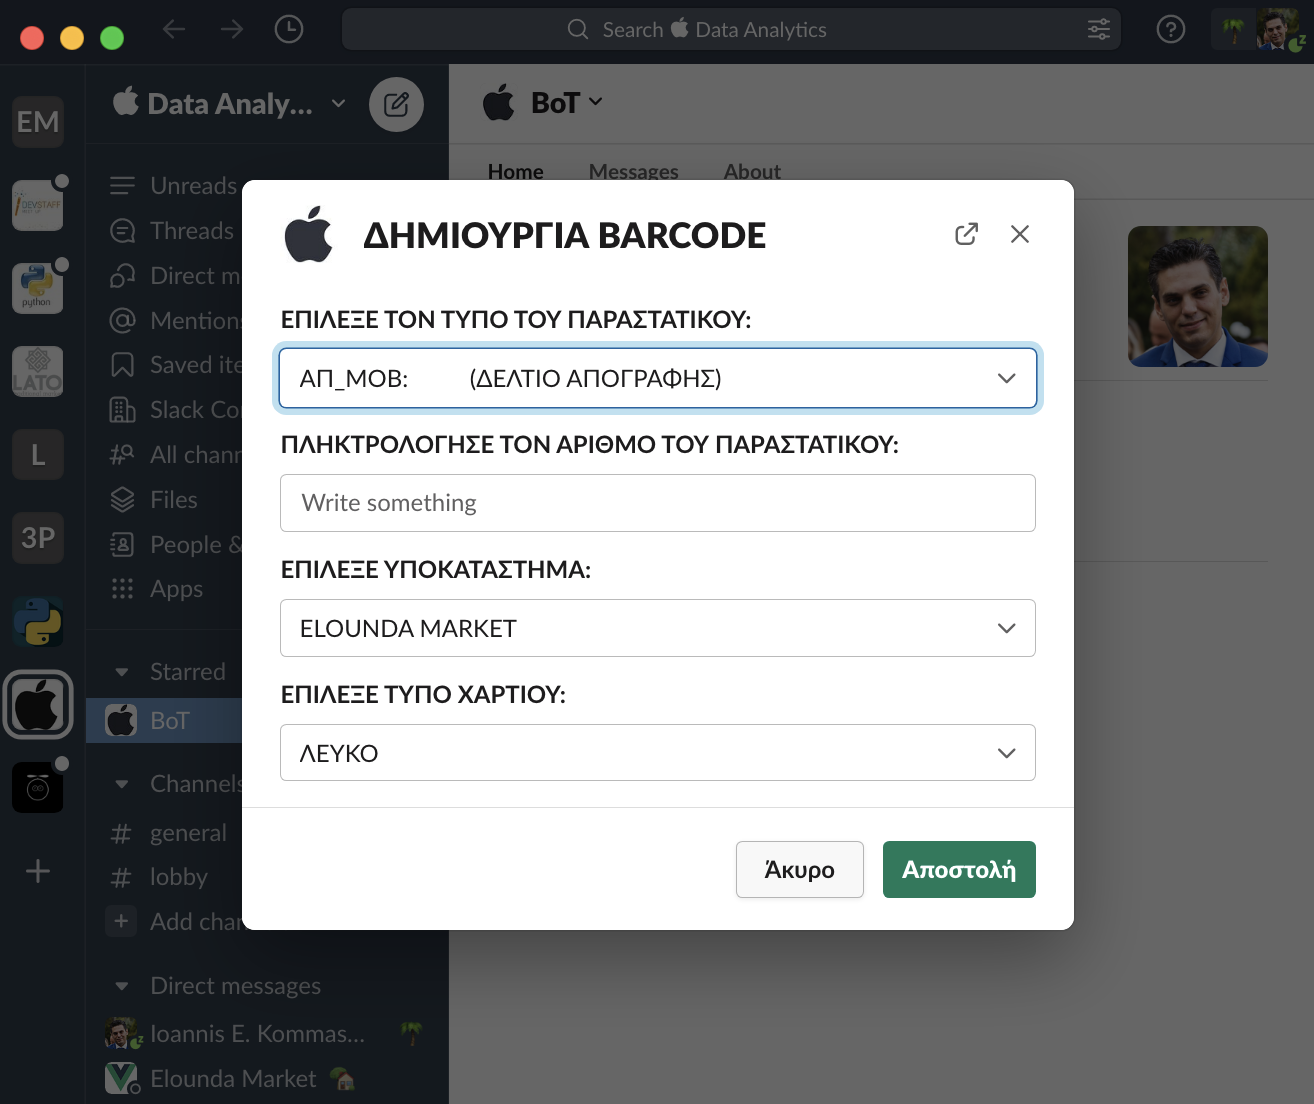 Search Data Analytics
EM
Data Analy...
BoT
Home Messages About
Unreads
Threads
Direct m
Mentions
Saved ite
Slack Co
All chann
Files
People &
Apps
Starred
BoT
Channels
general
lobby
Add char
Direct messages
Ioannis E. Kommas...
Elounda Market
DEVSTAFF
python
LATO
L
3P
z
z
ΔΗΜΙΟΥΡΓΙΑ BARCODE
ΕΠΙΛΕΞΕ ΤΟΝ ΤΥΠΟ ΤΟΥ ΠΑΡΑΣΤΑΤΙΚΟΥ:
ΑΠ_ΜΟΒ: (ΔΕΛΤΙΟ ΑΠΟΓΡΑΦΗΣ)
ΠΛΗΚΤΡΟΛΟΓΗΣΕ ΤΟΝ ΑΡΙΘΜΟ ΤΟΥ ΠΑΡΑΣΤΑΤΙΚΟΥ:
Write something
ΕΠΙΛΕΞΕ ΥΠΟΚΑΤΑΣΤΗΜΑ:
ELOUNDA MARKET
ΕΠΙΛΕΞΕ ΤΥΠΟ ΧΑΡΤΙΟΥ:
ΛΕΥΚΟ
Άκυρο
Αποστολή